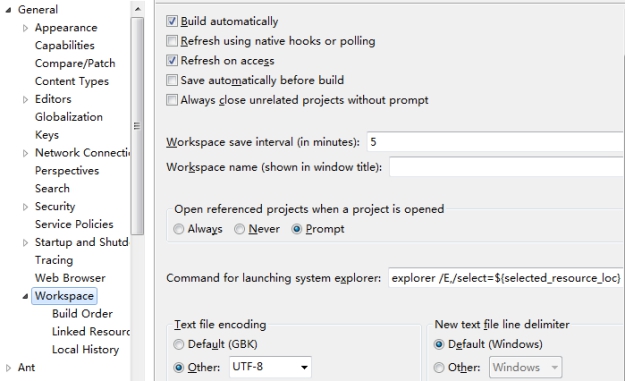 General
Appearance
Capabilities
Compare/Patch
Content Types
Editors
Globalization
Keys
Network Connecti
Perspectives
Search
Security
Service Policies
Startup and Shutd
Tracing
Web Browser
Workspace
Build Order
Linked Resourc
Local History
Ant
Build automatically
Refresh using native hooks or polling
Refresh on access
Save automatically before build
Always close unrelated projects without prompt
Workspace save interval (in minutes): 5
Workspace name (shown in window title):
Open referenced projects when a project is opened
Always Never Prompt
Command for launching system explorer: explorer /E,/select=${selected_resource_loc}
Text file encoding
Default (GBK)
Other: UTF-8
New text file line delimiter
Default (Windows)
Other: Windows